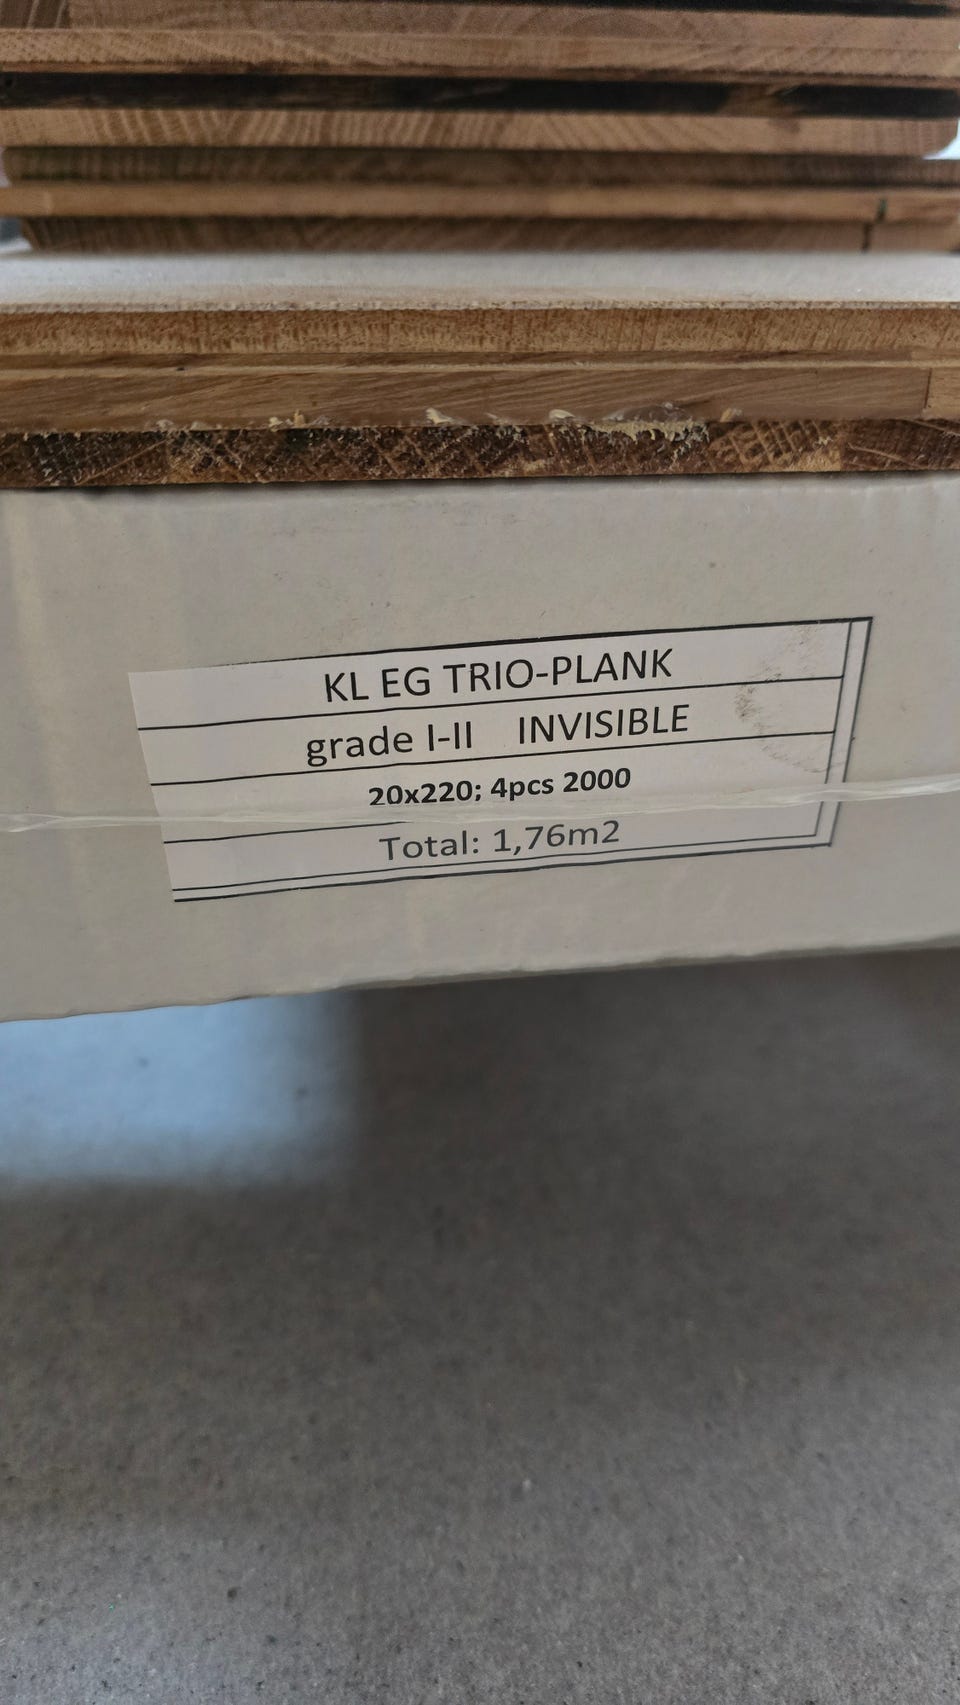 KL EG TRIO-PLANK
grade I-II INVISIBLE
20x220; 4pcs 2000
Total: 1,76m2